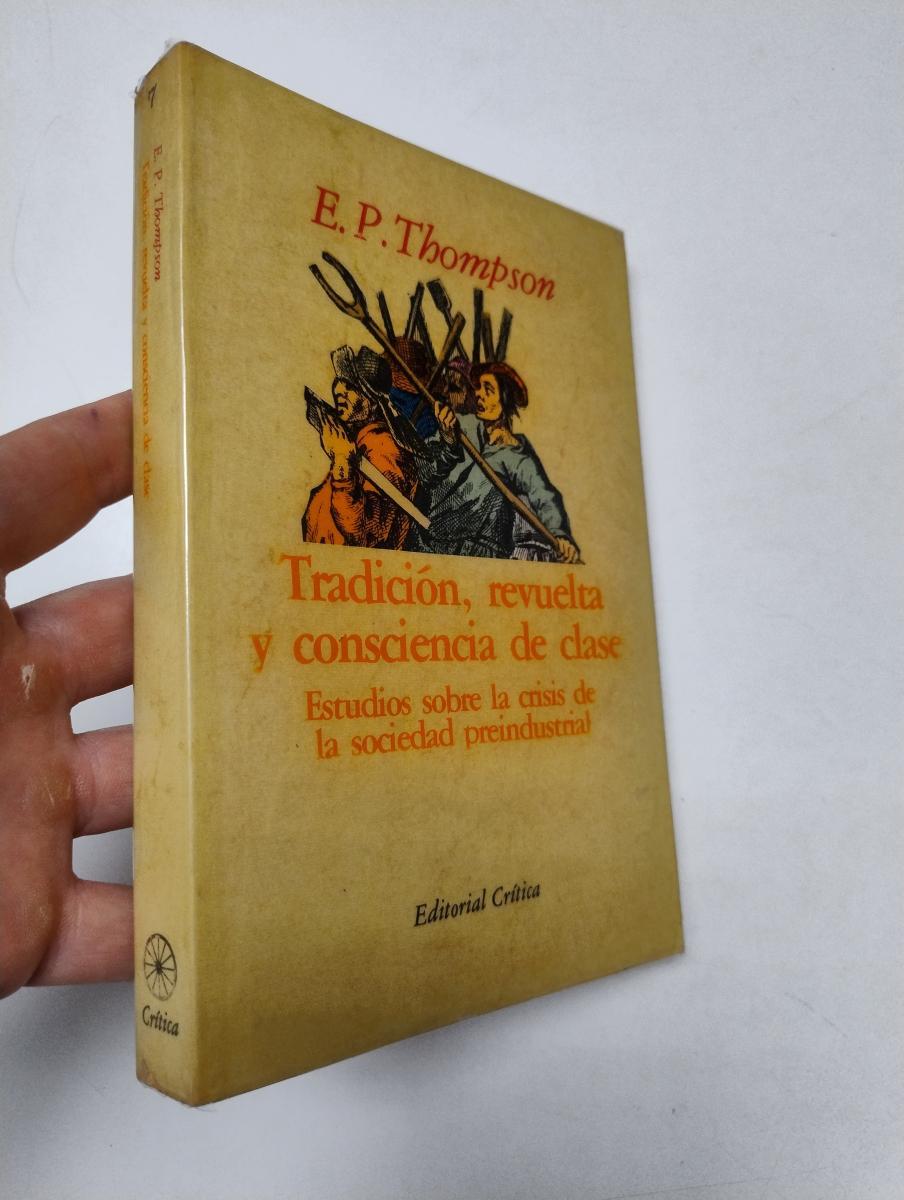 E. P. Thompson
Tradición, revuelta
y consciencia de clase
Estudios sobre la crisis de
la sociedad preindustrial
Editorial Crítica
7
E. P. Thompson
Tradición, revuelta y consciencia de clase
Crítica